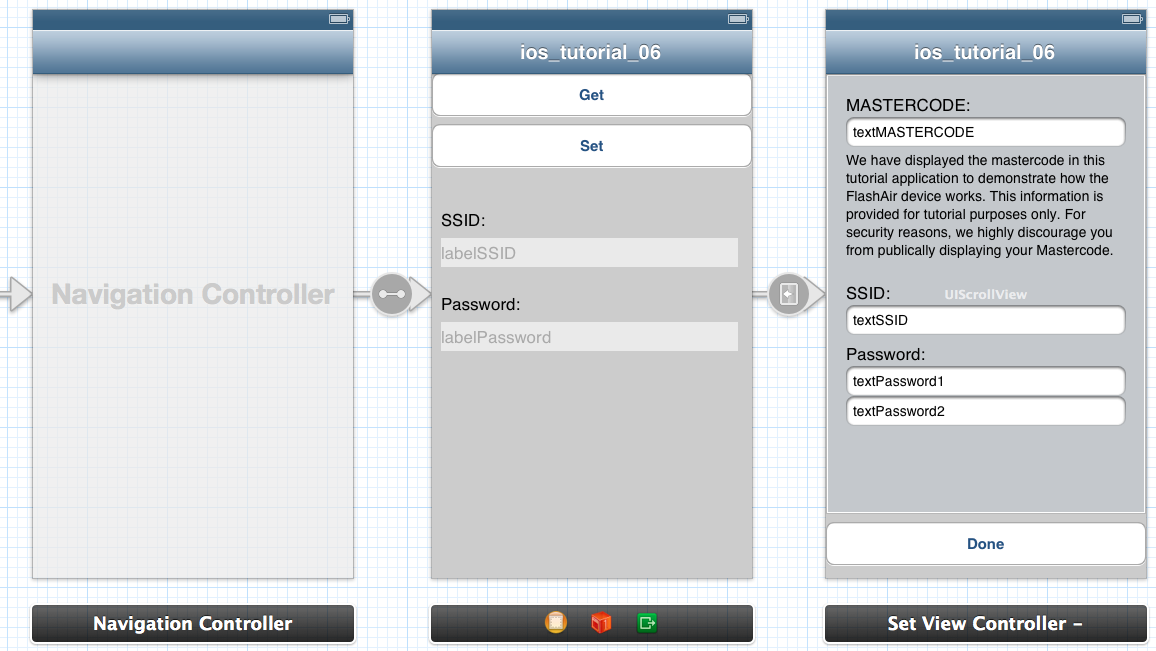 Navigation Controller
Navigation Controller
ios_tutorial_06
Get
Set
SSID:
labelSSID
Password:
labelPassword
ios_tutorial_06
MASTERCODE:
textMASTERCODE
We have displayed the mastercode in this
tutorial application to demonstrate how the
FlashAir device works. This information is
provided for tutorial purposes only. For
security reasons, we highly discourage you
from publically displaying your Mastercode.
SSID:
UIScrollView
textSSID
Password:
textPassword1
textPassword2
Done
Set View Controller –